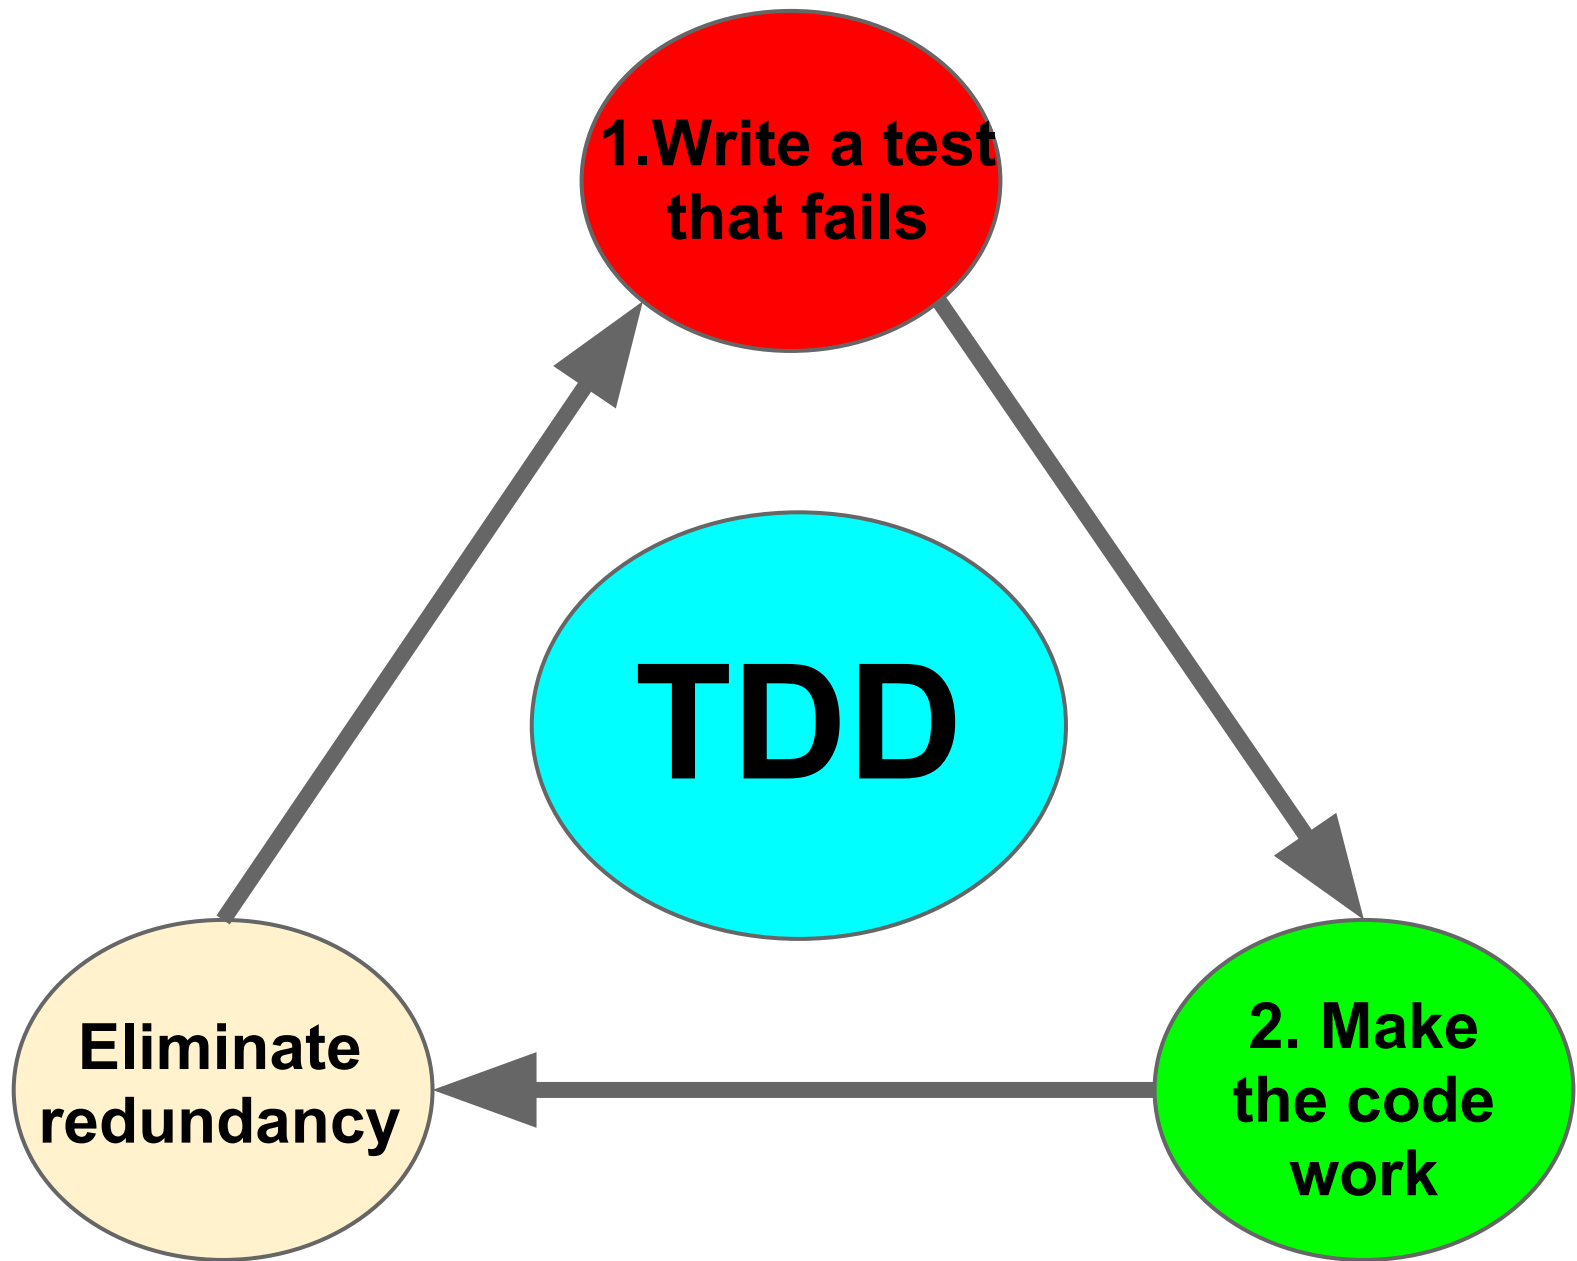 1.Write a test
that fails
TDD
Eliminate
redundancy
2. Make
the code
work